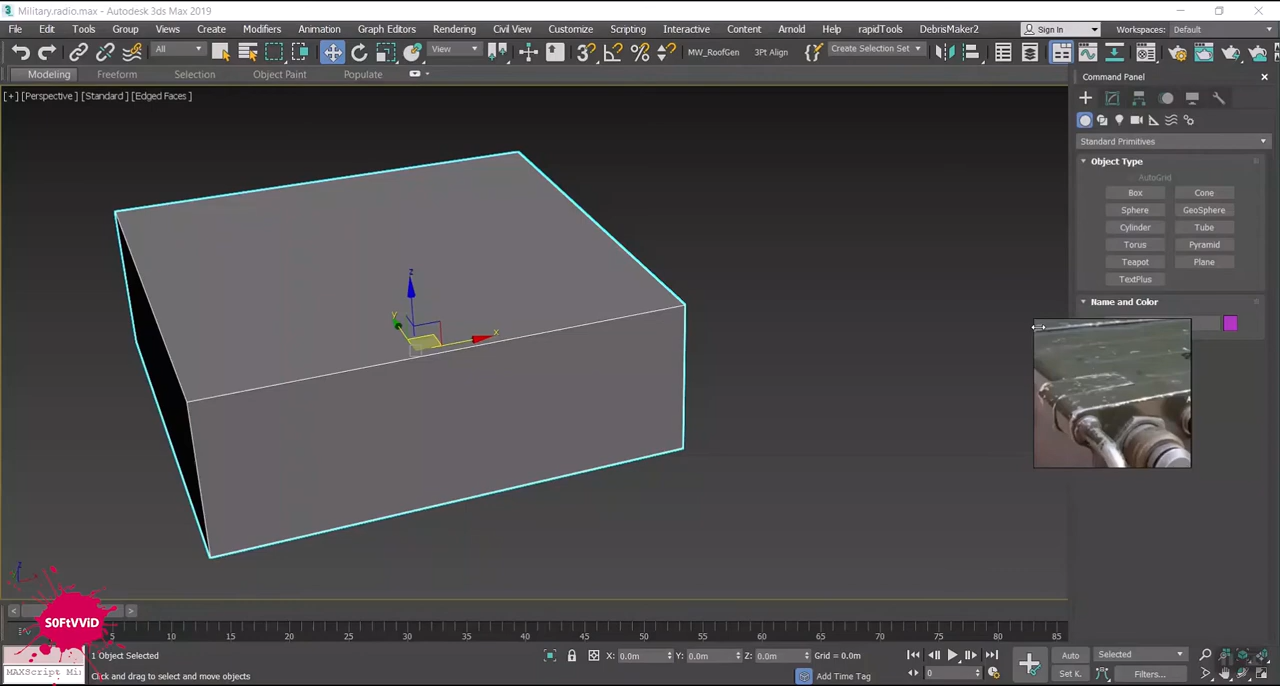 Military.radio.max - Autodesk 3ds Max 2019
File Edit Tools Group Views Create Modifiers Animation Graph Editors Rendering Civil View Customize Scripting Interactive Content Arnold Help rapidTools DebrisMaker2 Sign In Workspaces: Default
All View MW_RoofGen 3Pt Align Create Selection Set
Modeling Freeform Selection Object Paint Populate
[+] [Perspective] [Standard] [Edged Faces]
Command Panel
Standard Primitives
Object Type
AutoGrid
Box Cone
Sphere GeoSphere
Cylinder Tube
Torus Pyramid
Teapot Plane
TextPlus
Name and Color
z
y
x
z
S0FtVViD
5 10 15 20 25 30 35 40 45 50 55 60 65 70 75 80 85
1 Object Selected X: 0.0m Y: 0.0m Z: 0.0m Grid = 0.0m Auto Selected
MAXScript Mi Click and drag to select and move objects Add Time Tag 0 Set K. Filters...